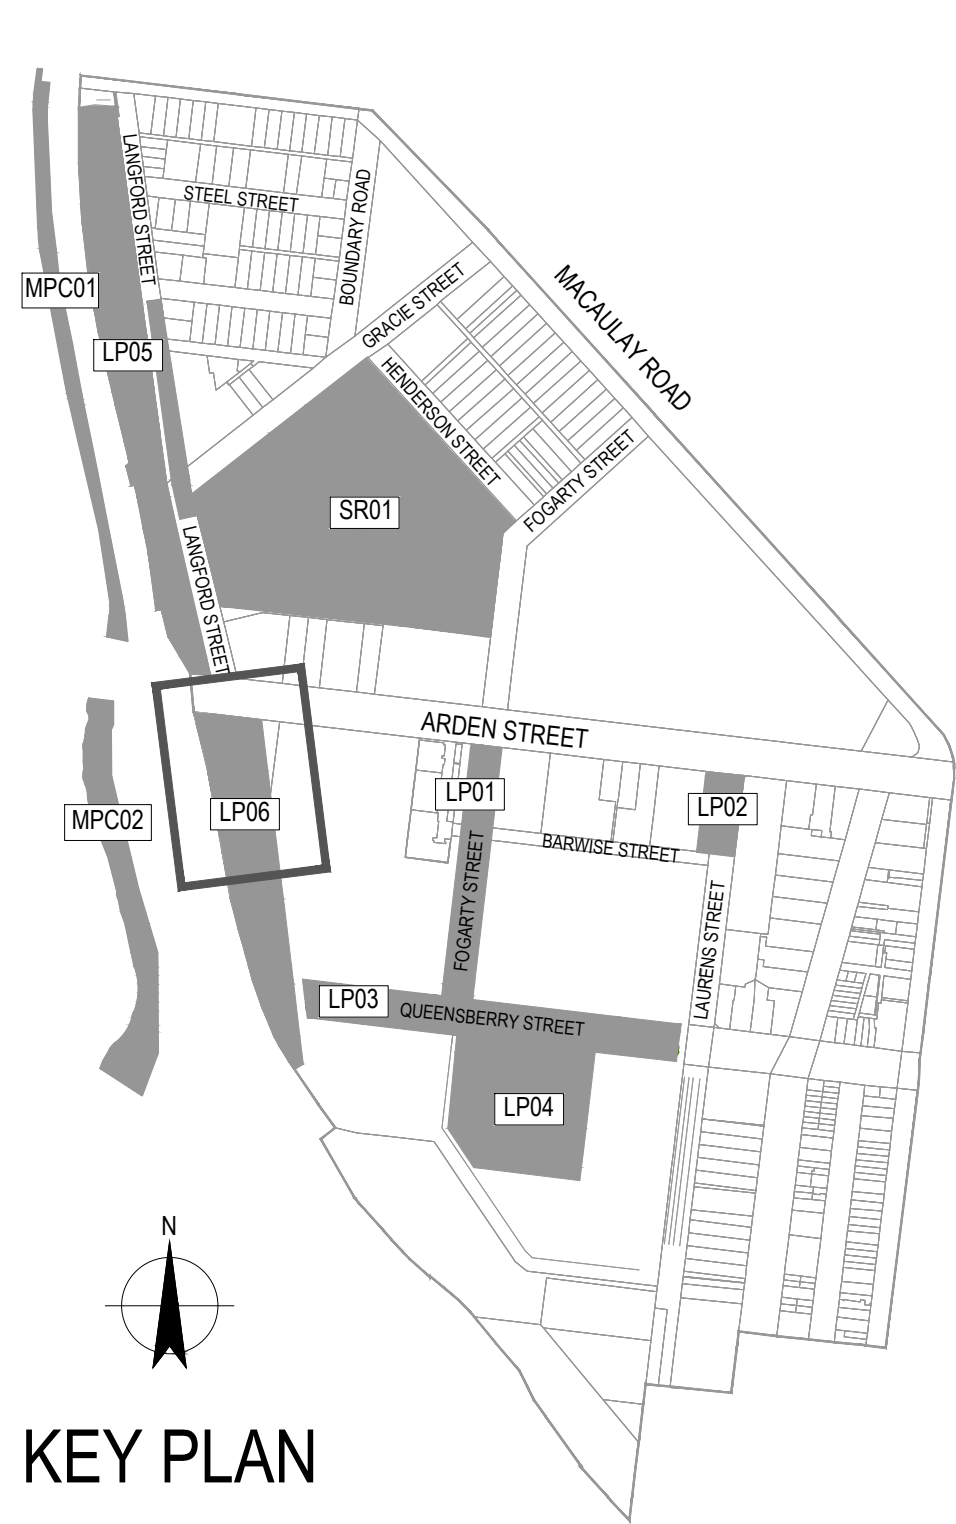 LANGFORD STREET
STEEL STREET
BOUNDARY ROAD
MPC01
GRACIE STREET
MACAULAY ROAD
LP05
HENDERSON STREET
FOGARTY STREET
SR01
LANGFORD STREET
ARDEN STREET
LP01
LP02
MPC02
LP06
BARWISE STREET
FOGARTY STREET
LAURENS STREET
LP03
QUEENSBERRY STREET
LP04
N
KEY PLAN